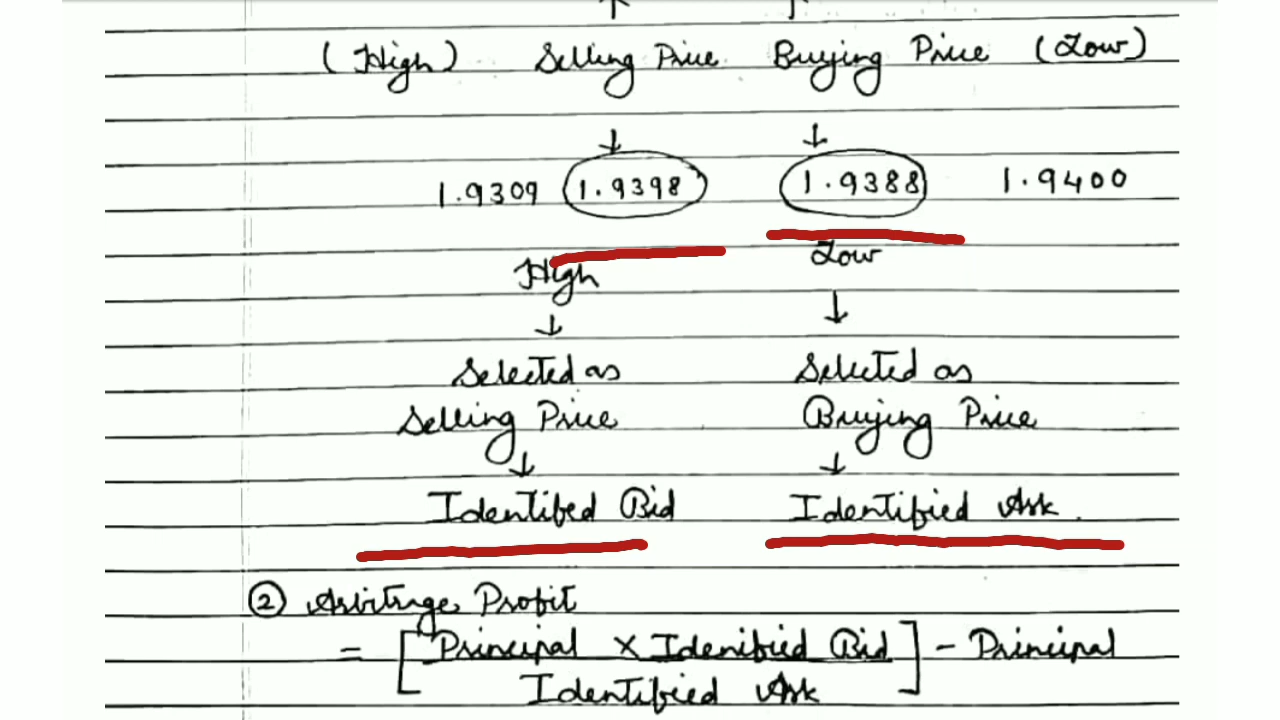 (High) Selling Price Buying Price (Low)
↓ ↓
1.9309 1.9398 1.9388 1.9400
High Low
↓ ↓
Selected as Selected as
Selling Price Buying Price
↓ ↓
Identified Bid Identified Ask.
② Arbitrage Profit
= [Principal × Idenified Bid] - Principal
Identified Ask